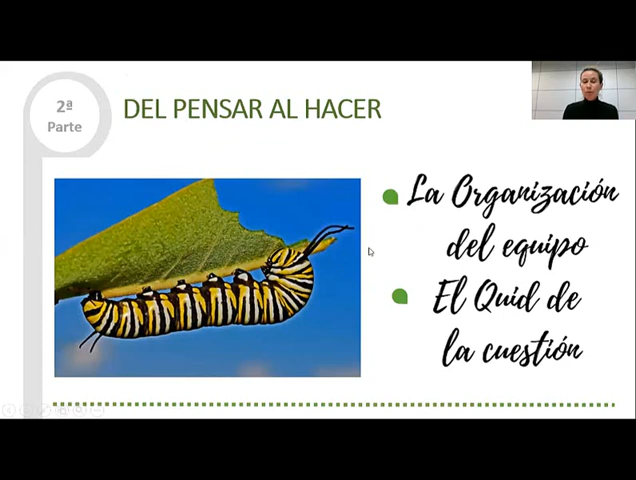 2ª
Parte
DEL PENSAR AL HACER
La Organización
del equipo
El Quid de
la cuestión